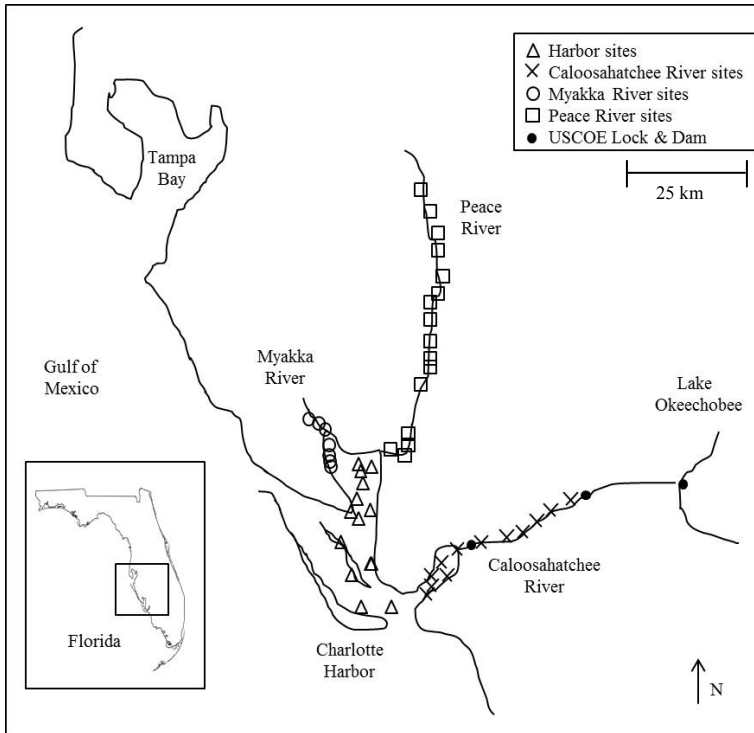 Harbor sites
Caloosahatchee River sites
Myakka River sites
Peace River sites
USCOE Lock & Dam
25 km
Tampa
Bay
Peace
River
Gulf of
Mexico
Myakka
River
Lake
Okeechobee
Caloosahatchee
River
Florida
Charlotte
Harbor
N